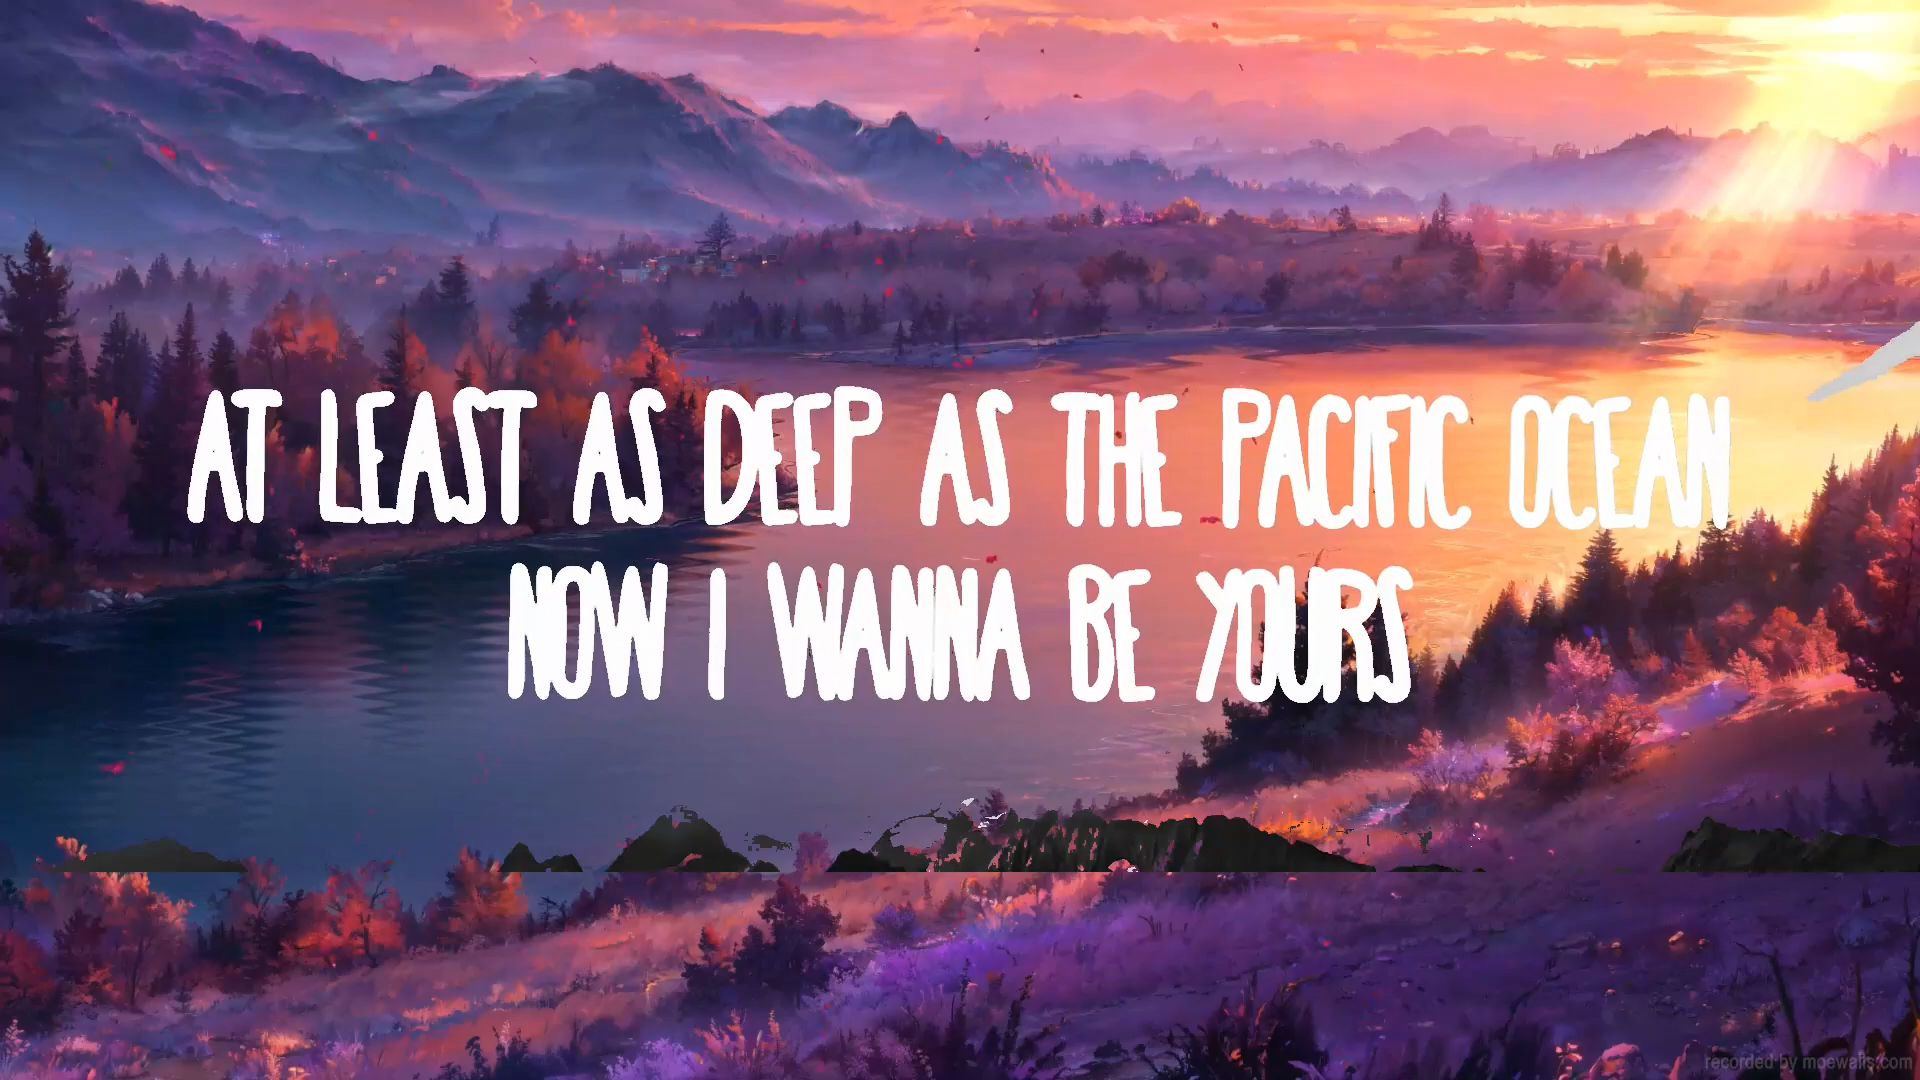 AT LEAST AS DEEP AS THE PACIFIC OCEAN
NOW I WANNA BE YOURS
recorded by moewalls.com